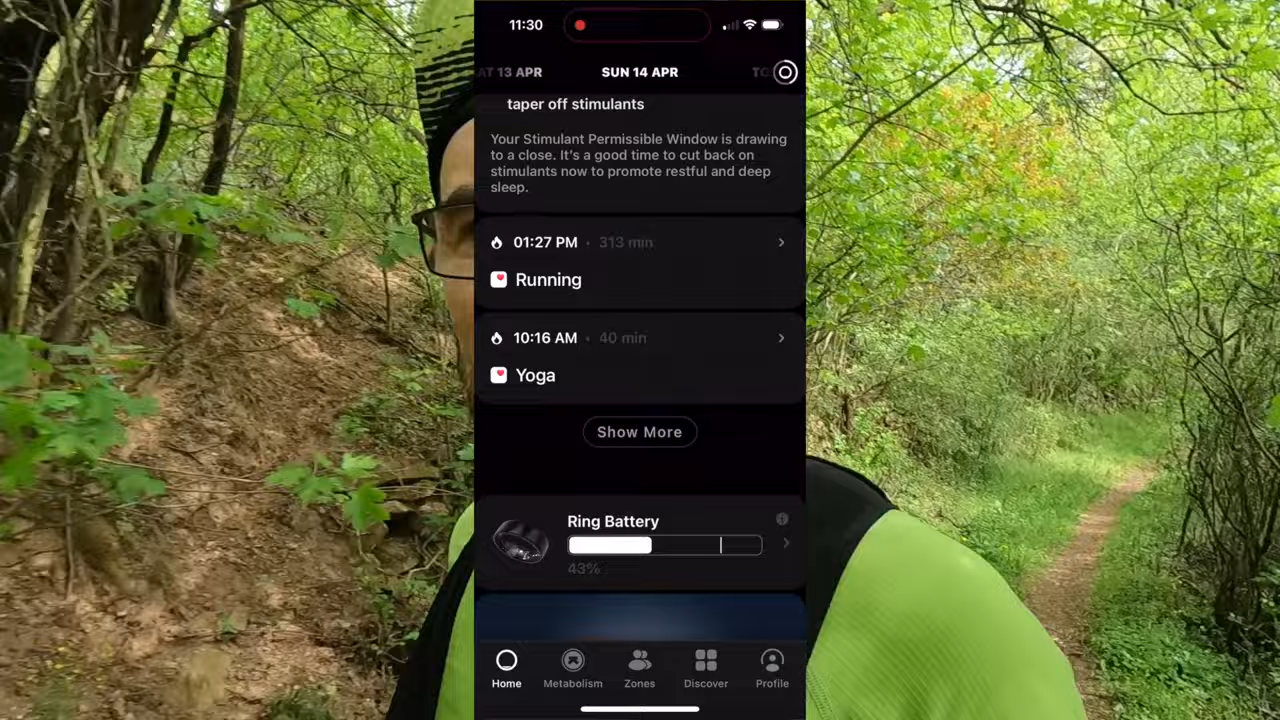 11:30
AT 13 APR
SUN 14 APR
taper off stimulants
Your Stimulant Permissible Window is drawing
to a close. It's a good time to cut back on
stimulants now to promote restful and deep
sleep.
01:27 PM • 313 min
Running
10:16 AM • 40 min
Yoga
Show More
Ring Battery
43%
Home
Metabolism
Zones
Discover
Profile